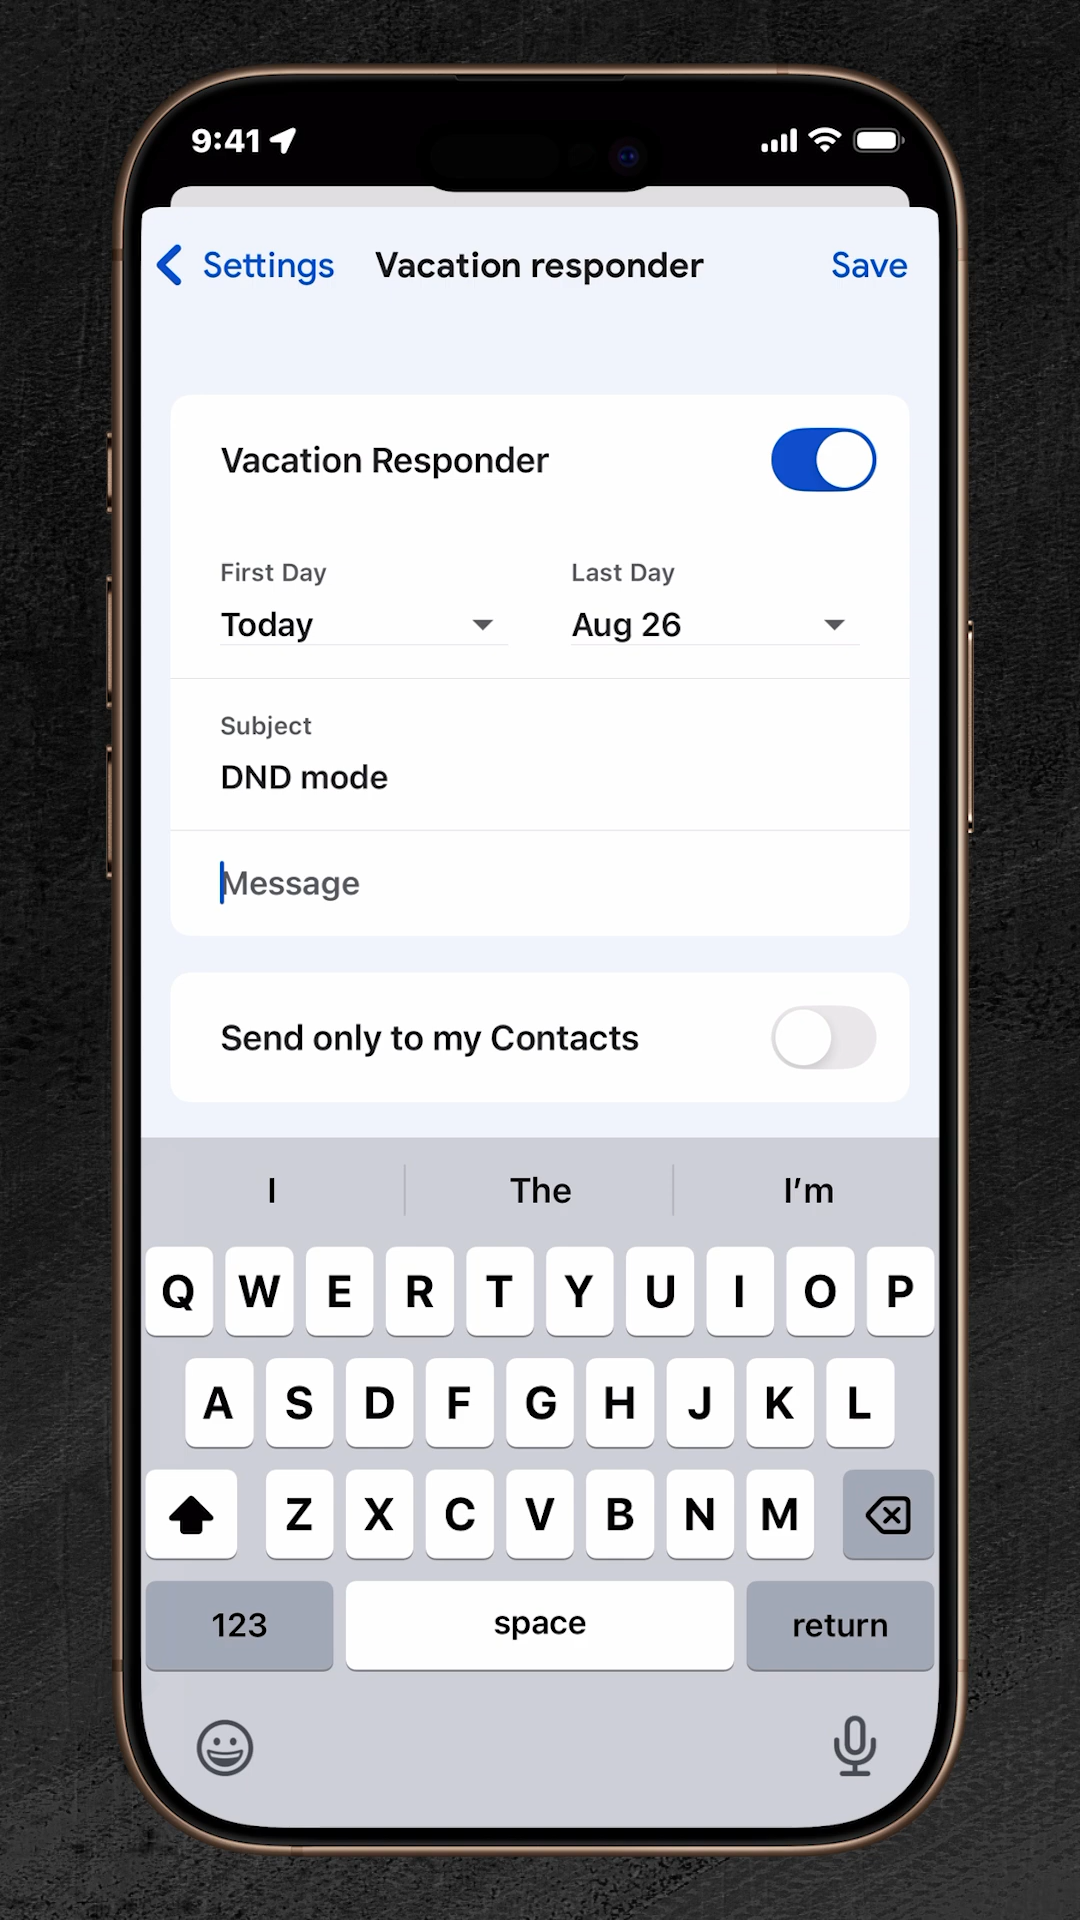 9:41
Settings Vacation responder Save
Vacation Responder
First Day Last Day
Today Aug 26
Subject
DND mode
Message
Send only to my Contacts
I The I’m
Q W E R T Y U I O P
A S D F G H J K L
Z X C V B N M
123 space return